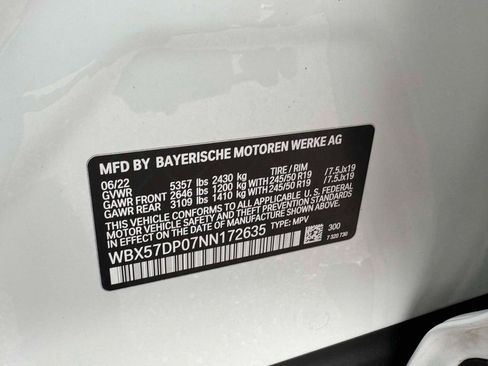 MFD BY BAYERISCHE MOTOREN WERKE AG
06/22
GVWR 5357 lbs 2430 kg TIRE / RIM
GAWR FRONT 2646 lbs 1200 kg WITH 245/50 R19 /7.5Jx19
GAWR REAR 3109 lbs 1410 kg WITH 245/50 R19 /7.5Jx19
THIS VEHICLE CONFORMS TO ALL APPLICABLE U.S. FEDERAL
MOTOR VEHICLE SAFETY AND THEFT PREVENTION STANDARDS
IN EFFECT ON THE DATE OF MANUFACTURE SHOWN ABOVE.
WBX57DP07NN172635 TYPE: MPV
300
7 320 730